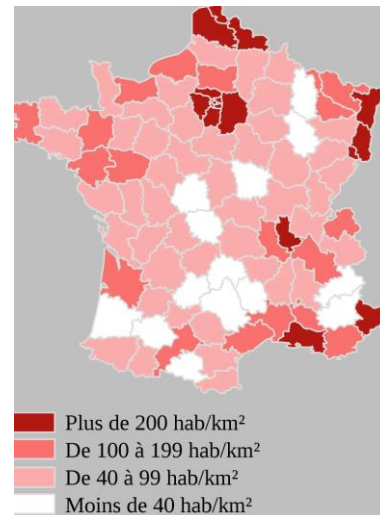 Plus de 200 hab/km²
De 100 à 199 hab/km²
De 40 à 99 hab/km²
Moins de 40 hab/km²